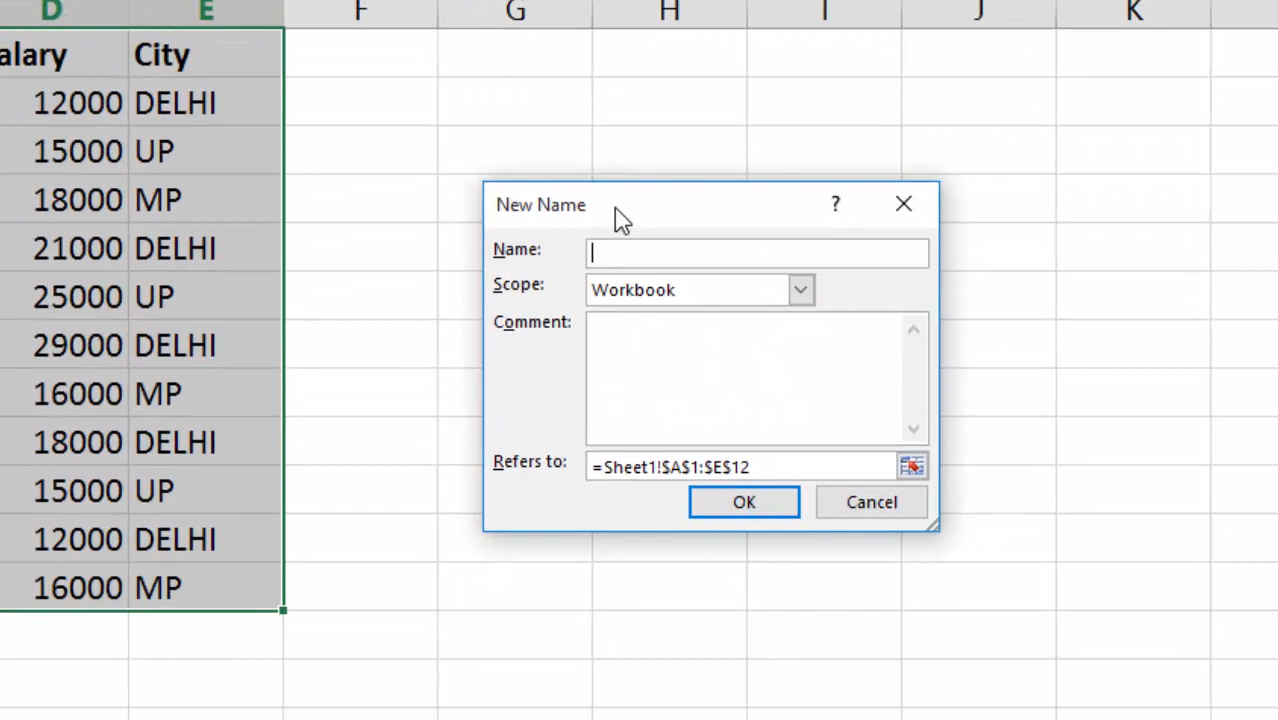 D E F G H I J K
alary City
12000 DELHI
15000 UP
18000 MP
21000 DELHI
25000 UP
29000 DELHI
16000 MP
18000 DELHI
15000 UP
12000 DELHI
16000 MP
New Name ?
Name:
Scope: Workbook
Comment:
Refers to: =Sheet1!$A$1:$E$12
OK Cancel